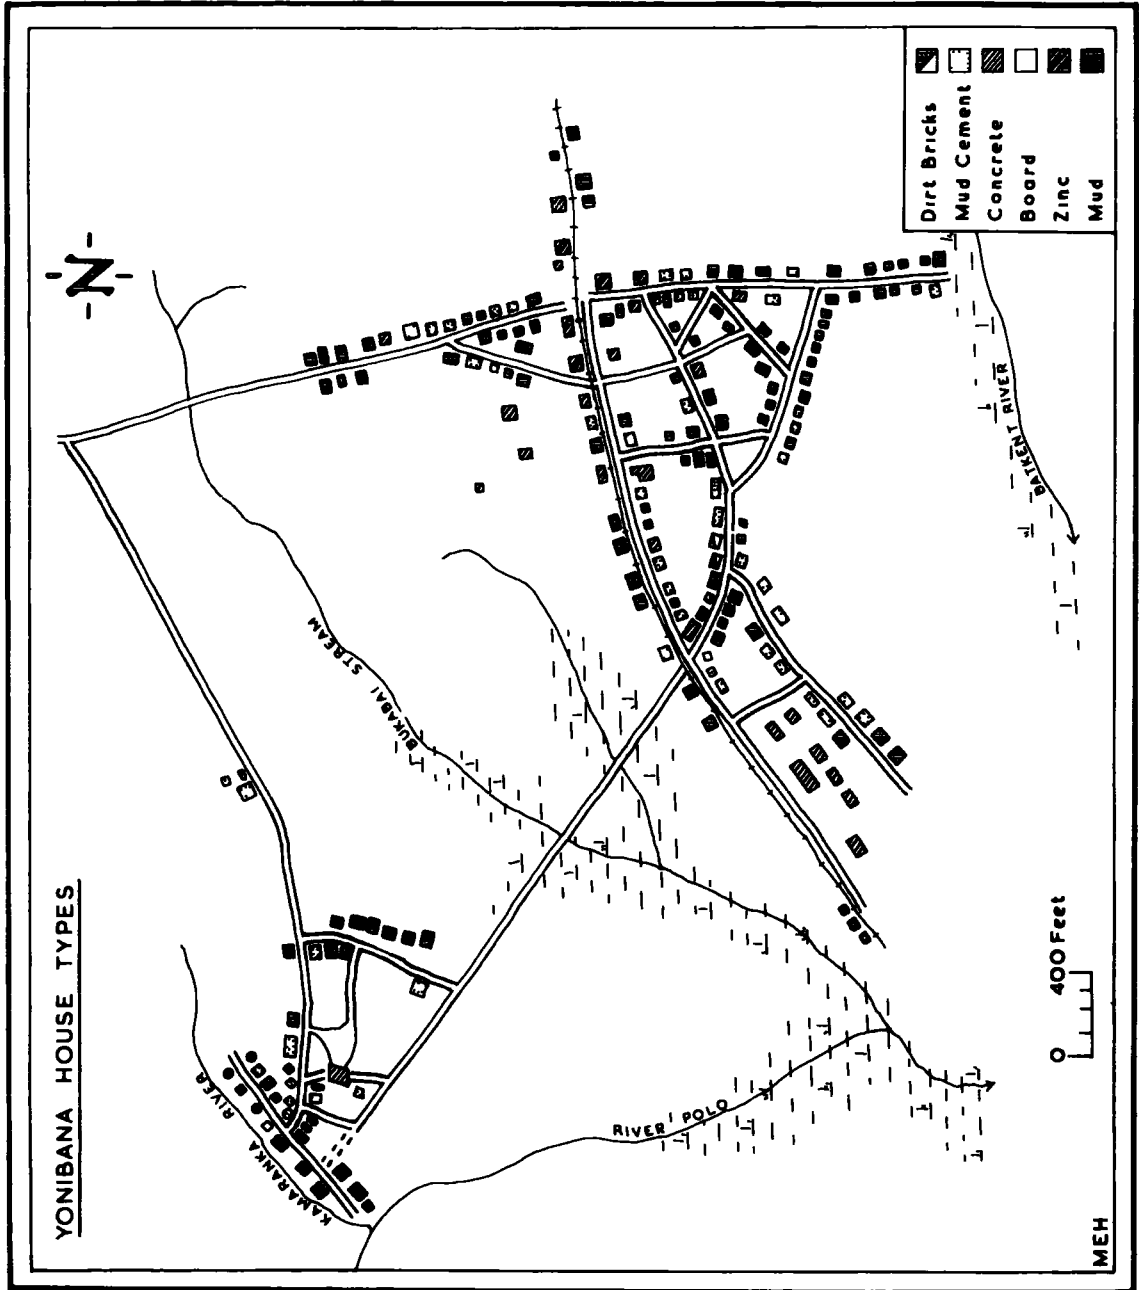 YONIBANA HOUSE TYPES
N
Dirt Bricks
Mud Cement
Concrete
Board
Zinc
Mud
BUKABAI STREAM
KAMARANKA RIVER
RIVER POLO
BATKENT RIVER
0 400 Feet
MEH